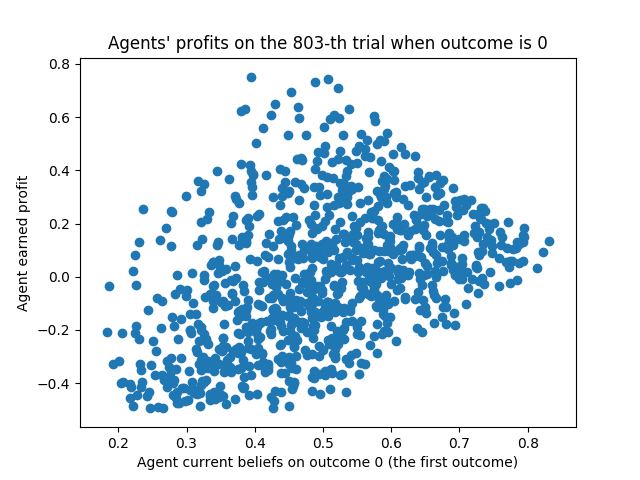 Agents' profits on the 803-th trial when outcome is 0
0.8
0.6
0.4
0.2
0.0
−0.2
−0.4
Agent earned profit
0.2 0.3 0.4 0.5 0.6 0.7 0.8
Agent current beliefs on outcome 0 (the first outcome)